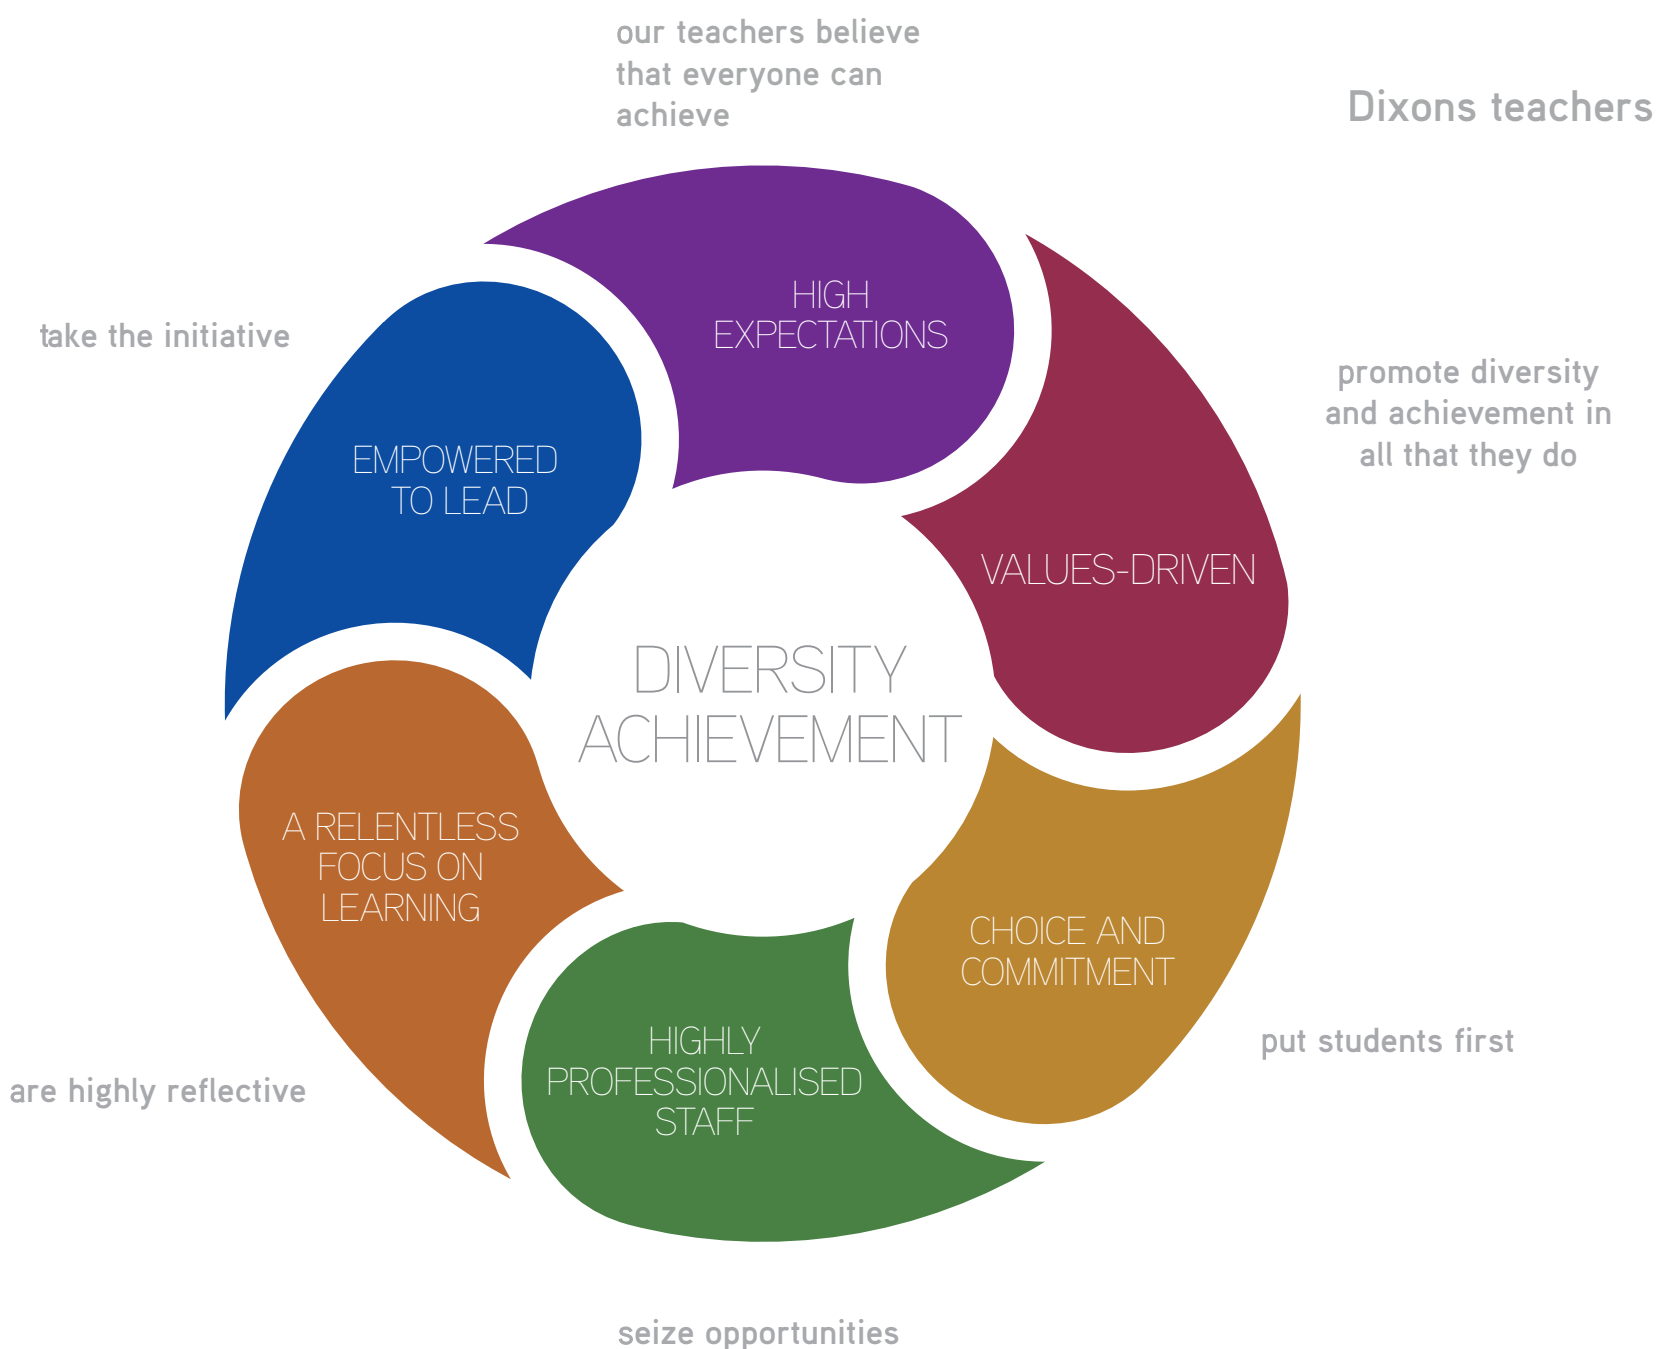 our teachers believe
that everyone can
achieve
Dixons teachers
HIGH
EXPECTATIONS
take the initiative
promote diversity
and achievement in
all that they do
EMPOWERED
TO LEAD
VALUES-DRIVEN
DIVERSITY
ACHIEVEMENT
A RELENTLESS
FOCUS ON
LEARNING
CHOICE AND
COMMITMENT
HIGHLY
PROFESSIONALISED
STAFF
put students first
are highly reflective
seize opportunities